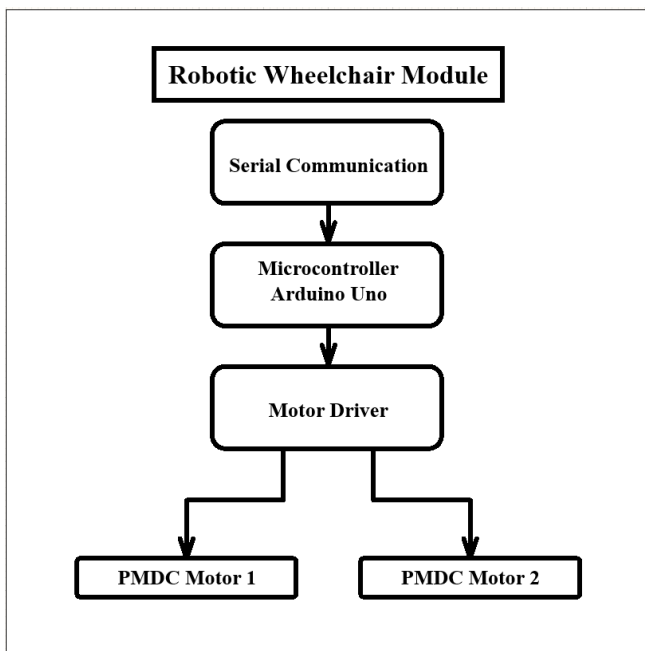 Robotic Wheelchair Module
Serial Communication
Microcontroller
Arduino Uno
Motor Driver
PMDC Motor 1
PMDC Motor 2